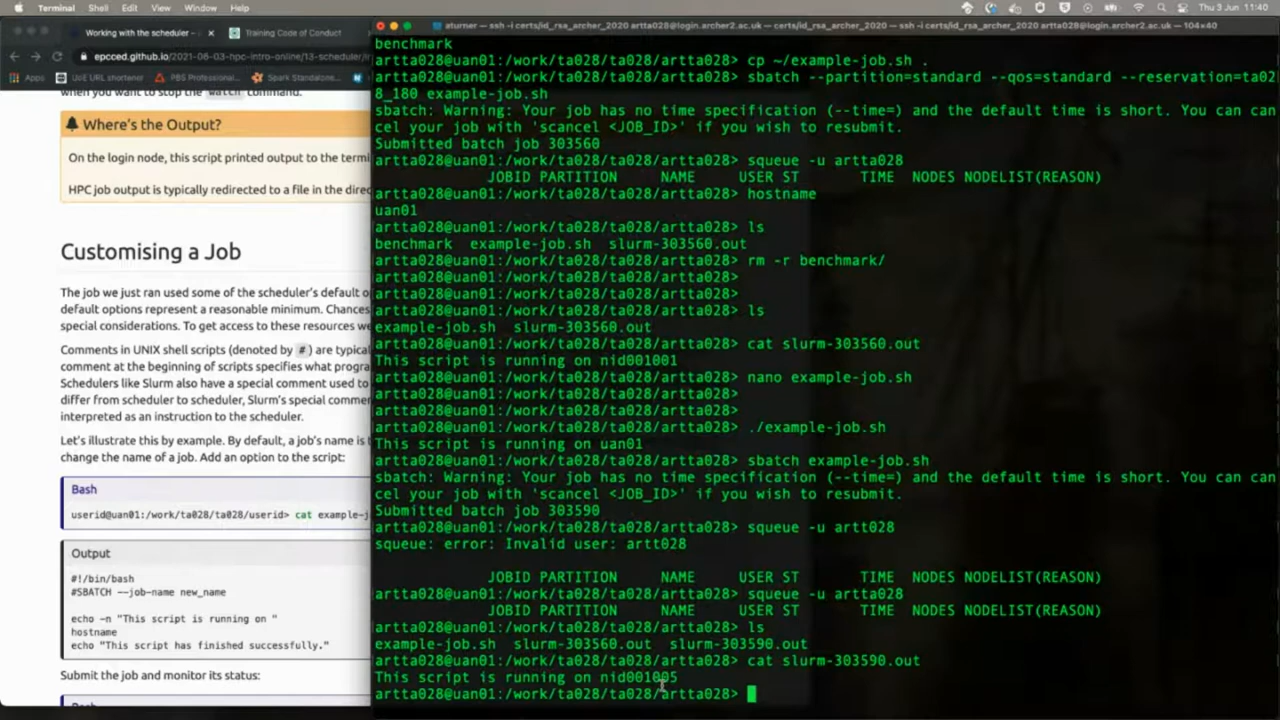 Terminal Shell Edit View Window Help
Thu 3 Jun 11:40
Working with the scheduler –
Training Code of Conduct
epcced.github.io/2021-06-03-hpc-intro-online/13-scheduler/
Apps UoE URL shortener PBS Professional... Spark Standalone...
when you want to stop the watch command.
Where's the Output?
On the login node, this script printed output to the termi
HPC job output is typically redirected to a file in the direc
Customising a Job
The job we just ran used some of the scheduler's default o
default options represent a reasonable minimum. Chances
special considerations. To get access to these resources we
Comments in UNIX shell scripts (denoted by # ) are typical
comment at the beginning of scripts specifies what progra
Schedulers like Slurm also have a special comment used to
differ from scheduler to scheduler, Slurm's special commen
interpreted as an instruction to the scheduler.
Let's illustrate this by example. By default, a job's name is t
change the name of a job. Add an option to the script:
Bash
userid@uan01:/work/ta028/ta028/userid> cat example-j
Output
#!/bin/bash
#SBATCH --job-name new_name
echo -n "This script is running on "
hostname
echo "This script has finished successfully."
Submit the job and monitor its status:
Bash
aturner — ssh -i certs/id_rsa_archer_2020 artta028@login.archer2.ac.uk — certs/id_rsa_archer_2020 — ssh -i certs/id_rsa_archer_2020 artta028@login.archer2.ac.uk — 104×40
benchmark
artta028@uan01:/work/ta028/ta028/artta028> cp ~/example-job.sh .
artta028@uan01:/work/ta028/ta028/artta028> sbatch --partition=standard --qos=standard --reservation=ta02
8_180 example-job.sh
sbatch: Warning: Your job has no time specification (--time=) and the default time is short. You can can
cel your job with 'scancel <JOB_ID>' if you wish to resubmit.
Submitted batch job 303560
artta028@uan01:/work/ta028/ta028/artta028> squeue -u artta028
JOBID PARTITION NAME USER ST TIME NODES NODELIST(REASON)
artta028@uan01:/work/ta028/ta028/artta028> hostname
uan01
artta028@uan01:/work/ta028/ta028/artta028> ls
benchmark example-job.sh slurm-303560.out
artta028@uan01:/work/ta028/ta028/artta028> rm -r benchmark/
artta028@uan01:/work/ta028/ta028/artta028>
artta028@uan01:/work/ta028/ta028/artta028>
artta028@uan01:/work/ta028/ta028/artta028> ls
example-job.sh slurm-303560.out
artta028@uan01:/work/ta028/ta028/artta028> cat slurm-303560.out
This script is running on nid001001
artta028@uan01:/work/ta028/ta028/artta028> nano example-job.sh
artta028@uan01:/work/ta028/ta028/artta028>
artta028@uan01:/work/ta028/ta028/artta028>
artta028@uan01:/work/ta028/ta028/artta028> ./example-job.sh
This script is running on uan01
artta028@uan01:/work/ta028/ta028/artta028> sbatch example-job.sh
sbatch: Warning: Your job has no time specification (--time=) and the default time is short. You can can
cel your job with 'scancel <JOB_ID>' if you wish to resubmit.
Submitted batch job 303590
artta028@uan01:/work/ta028/ta028/artta028> squeue -u artt028
squeue: error: Invalid user: artt028
JOBID PARTITION NAME USER ST TIME NODES NODELIST(REASON)
artta028@uan01:/work/ta028/ta028/artta028> squeue -u artta028
JOBID PARTITION NAME USER ST TIME NODES NODELIST(REASON)
artta028@uan01:/work/ta028/ta028/artta028> ls
example-job.sh slurm-303560.out slurm-303590.out
artta028@uan01:/work/ta028/ta028/artta028> cat slurm-303590.out
This script is running on nid001005
artta028@uan01:/work/ta028/ta028/artta028>